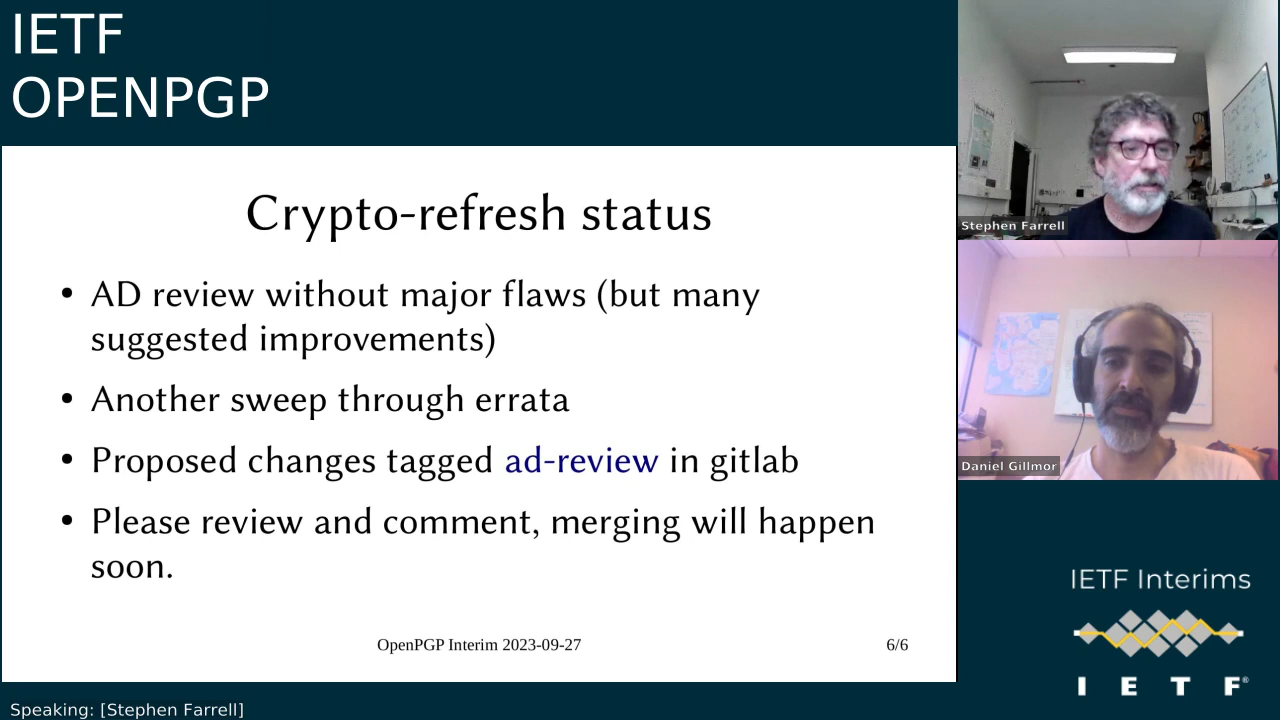 IETF
OPENPGP
Crypto-refresh status
• AD review without major flaws (but many
suggested improvements)
• Another sweep through errata
• Proposed changes tagged ad-review in gitlab
• Please review and comment, merging will happen
soon.
OpenPGP Interim 2023-09-27
6/6
Stephen Farrell
Daniel Gillmor
IETF Interims
I E T F®
Speaking: [Stephen Farrell]